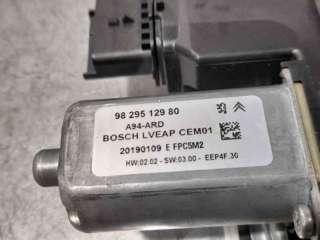 98 295 129 80
A94-ARD
BOSCH LVEAP CEM01
20190109 E FPC5M2
HW:02.02 - SW:03.00 - EEP4F.30